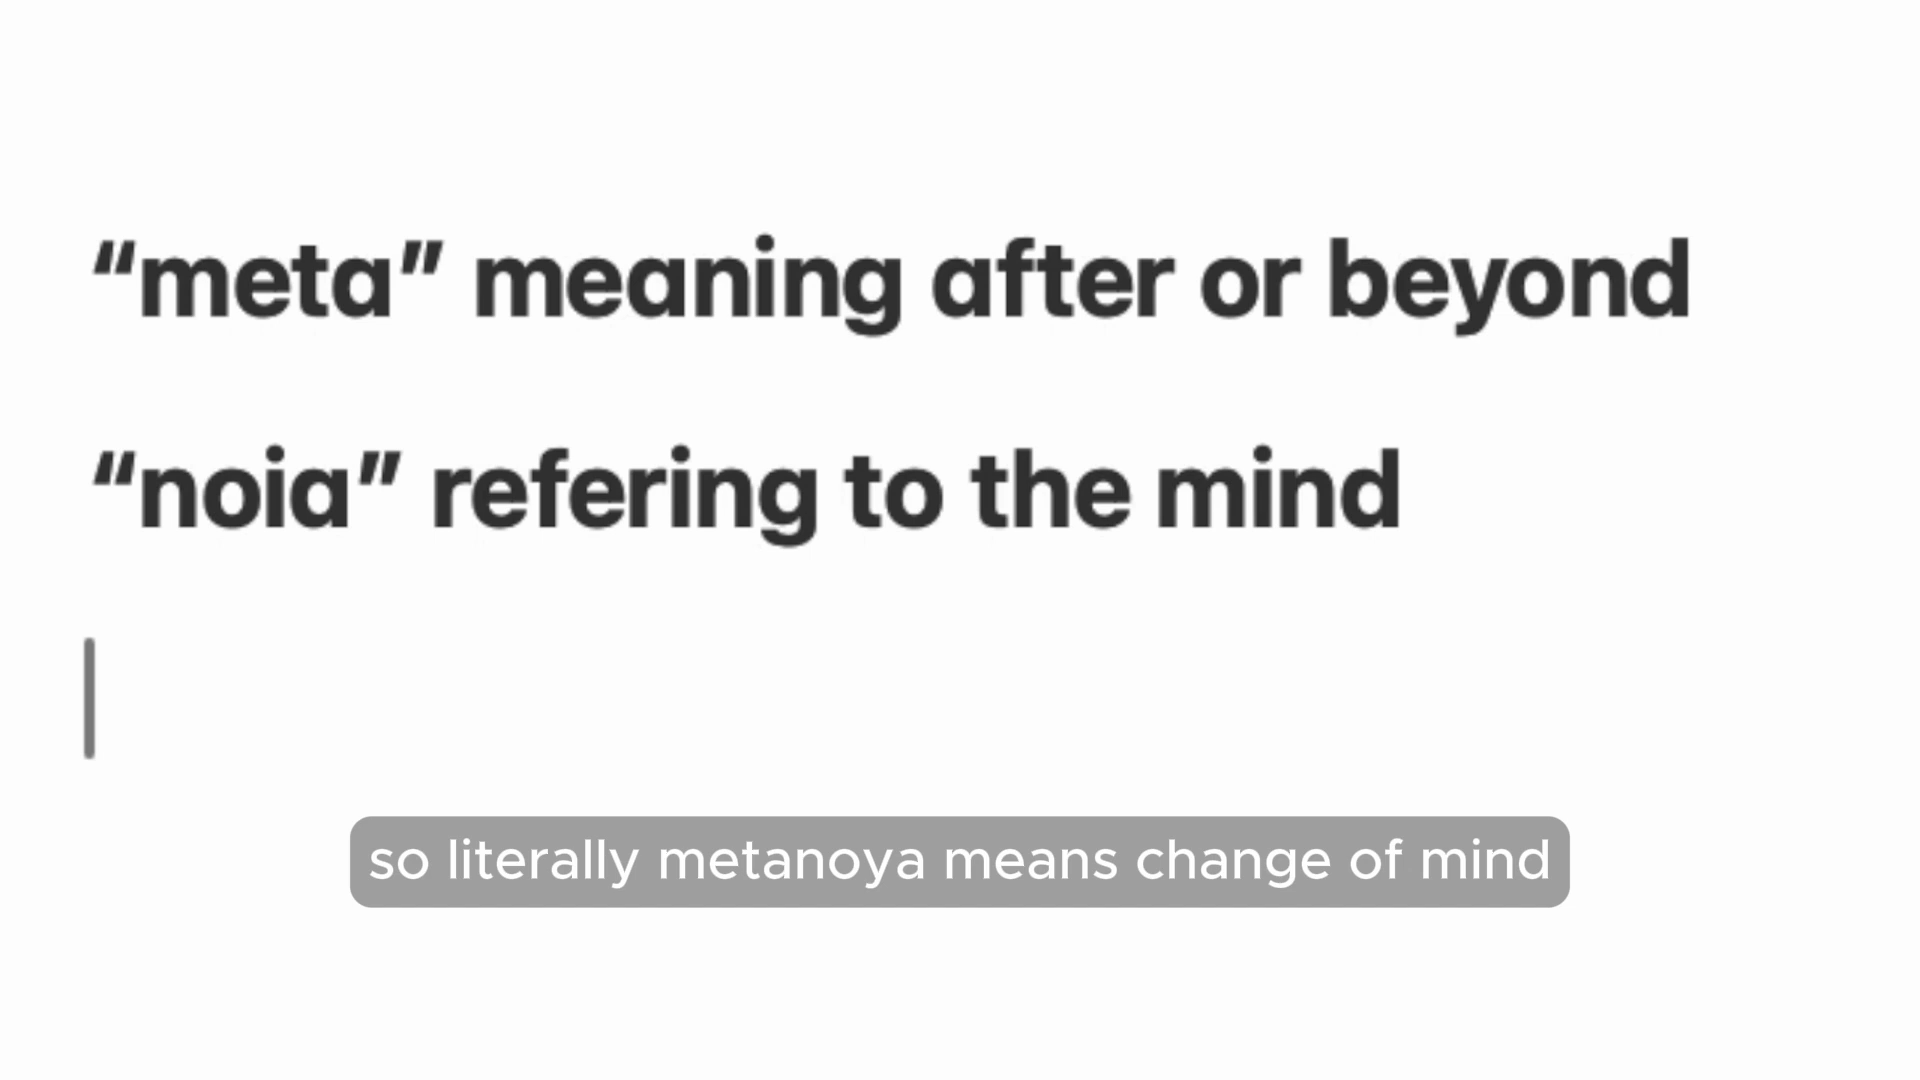 “meta” meaning after or beyond
“noia” refering to the mind
so literally metanoya means change of mind